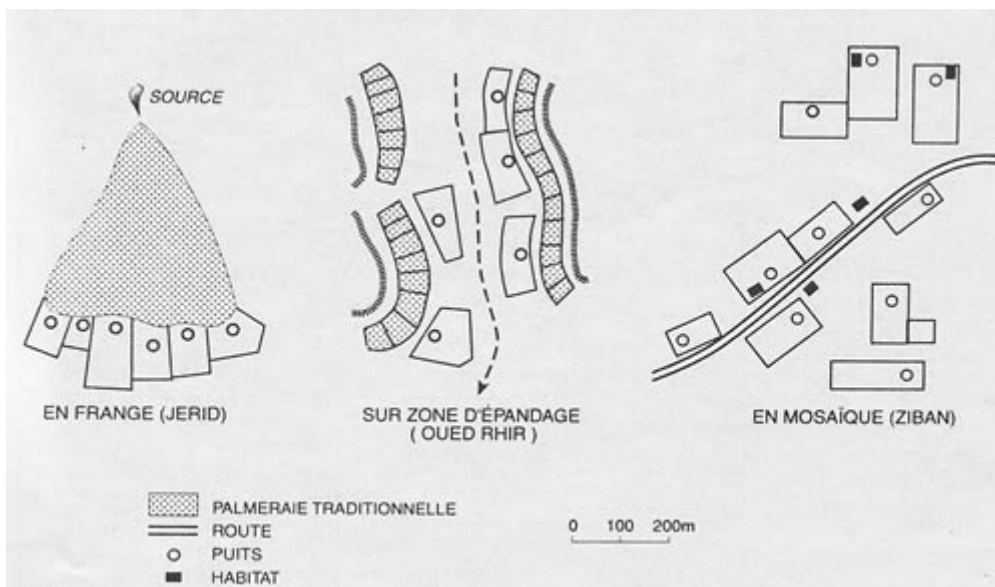 SOURCE
EN FRANGE (JERID)
SUR ZONE D'ÉPANDAGE
( OUED RHIR )
EN MOSAÏQUE (ZIBAN)
PALMERAIE TRADITIONNELLE
ROUTE
PUITS
HABITAT
0 100 200m